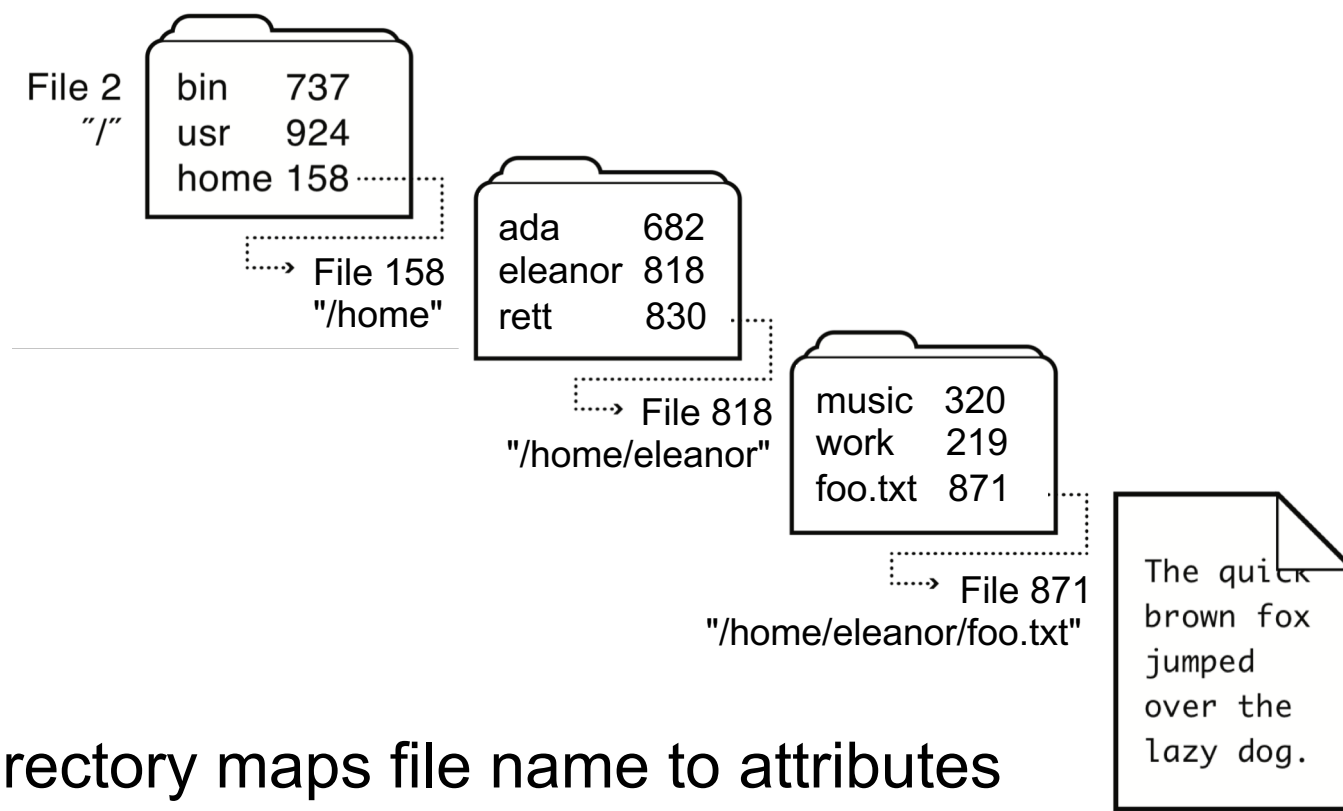 File 2
"/"
bin 737
usr 924
home 158
File 158
"/home"
ada 682
eleanor 818
rett 830
File 818
"/home/eleanor"
music 320
work 219
foo.txt 871
File 871
"/home/eleanor/foo.txt"
The quick
brown fox
jumped
over the
lazy dog.
rectory maps file name to attributes